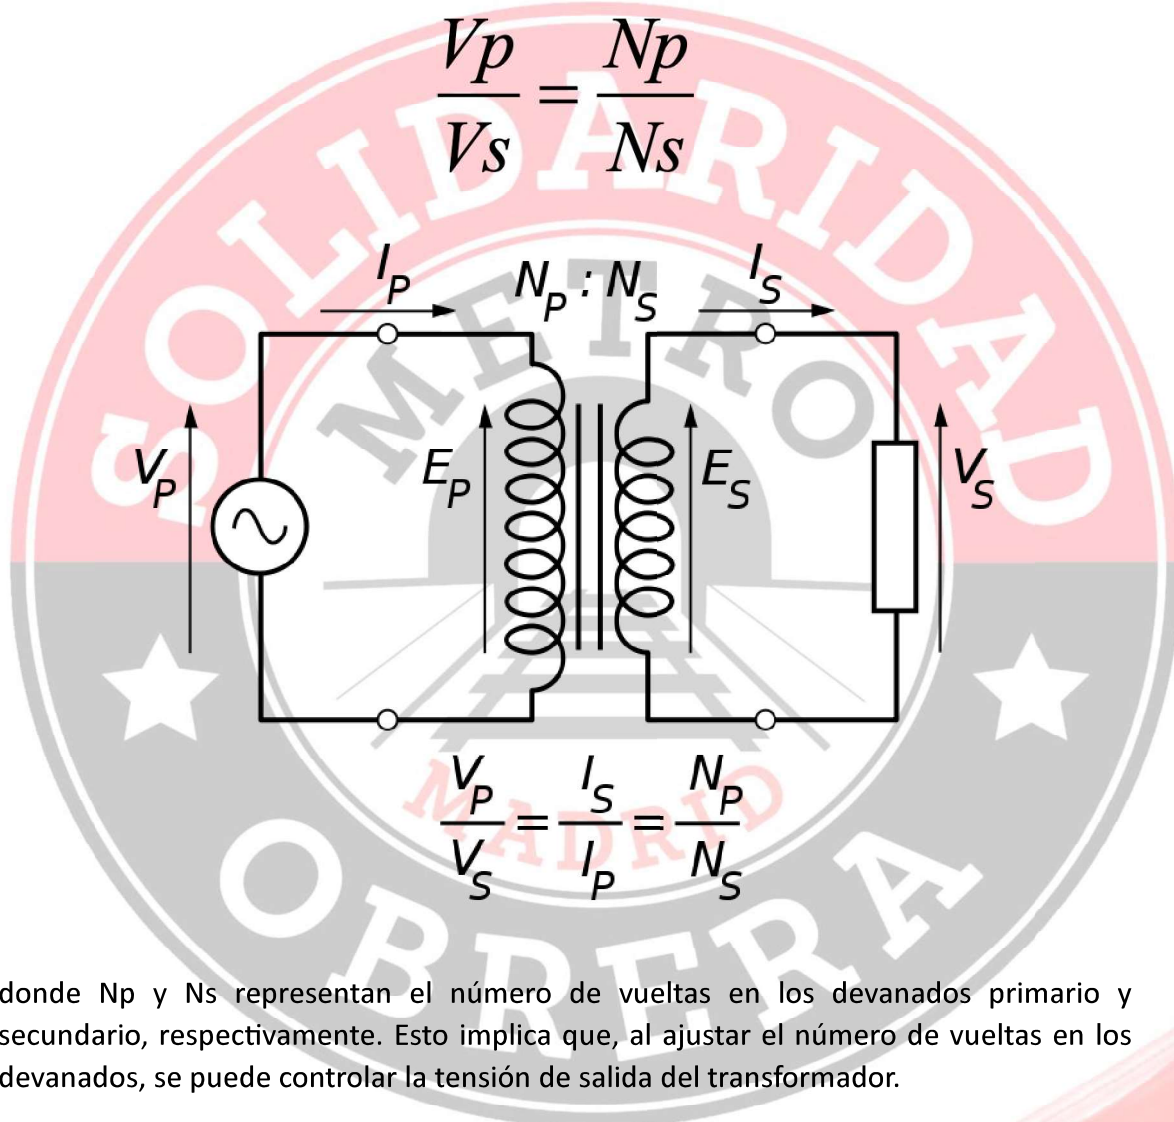 Vp / Vs = Np / Ns
SOLIDARIDAD
METRO
I_P N_P : N_S I_S
V_P E_P E_S V_S
V_P / V_S = I_S / I_P = N_P / N_S
MADRID
OBRERA
donde Np y Ns representan el número de vueltas en los devanados primario y
secundario, respectivamente. Esto implica que, al ajustar el número de vueltas en los
devanados, se puede controlar la tensión de salida del transformador.